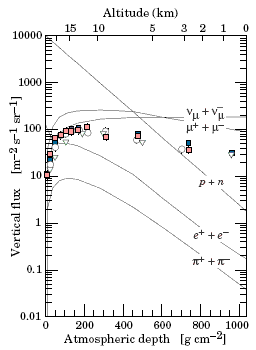 Altitude (km)
15 10 5 3 2 1 0
10000
1000
100
10
1
0.1
0.01
Vertical flux [m−2 s−1 sr−1]
νμ + ν̅μ
μ+ + μ−
p + n
e+ + e−
π+ + π−
0 200 400 600 800 1000
Atmospheric depth [g cm−2]